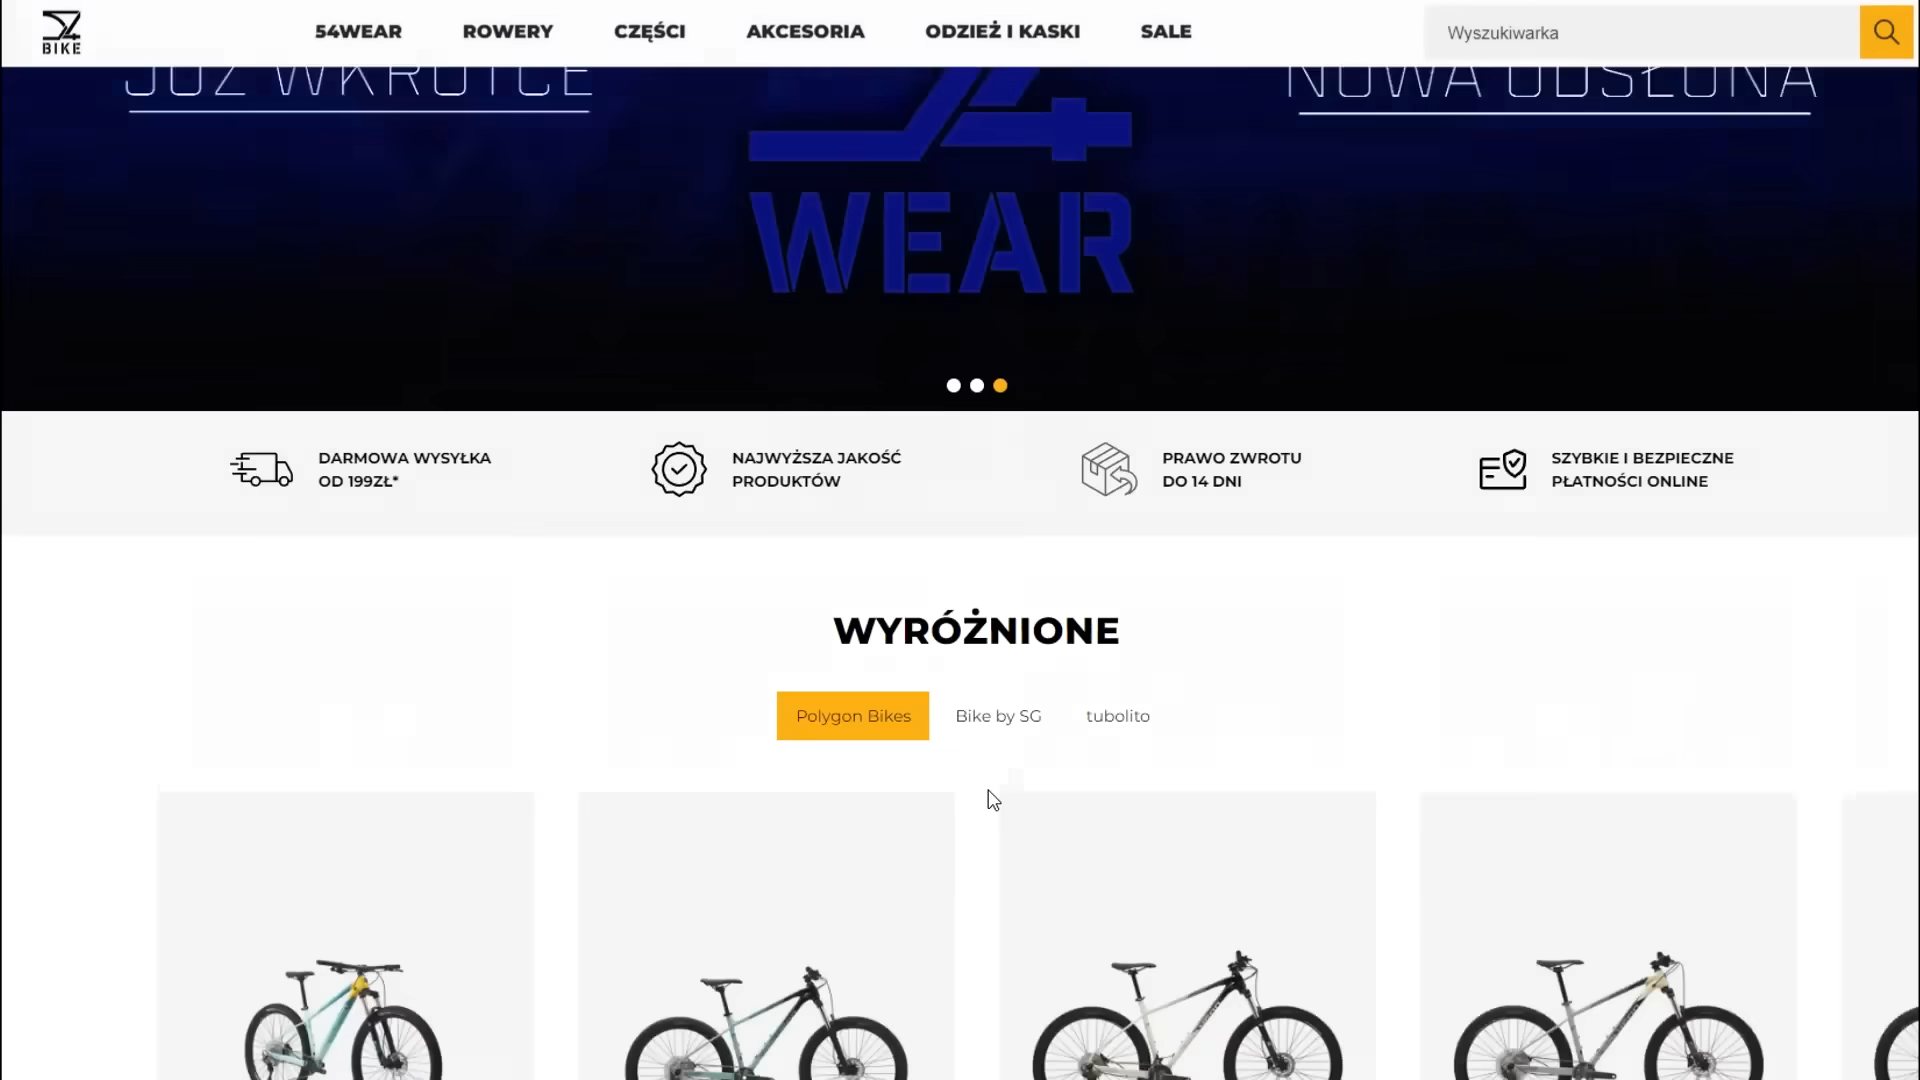 BIKE
54WEAR ROWERY CZĘŚCI AKCESORIA ODZIEŻ I KASKI SALE
Wyszukiwarka
JUŻ WKRÓTCE
NOWA ODSŁONA
WEAR
DARMOWA WYSYŁKA
OD 199ZŁ*
NAJWYŻSZA JAKOŚĆ
PRODUKTÓW
PRAWO ZWROTU
DO 14 DNI
SZYBKIE I BEZPIECZNE
PŁATNOŚCI ONLINE
WYRÓŻNIONE
Polygon Bikes Bike by SG tubolito